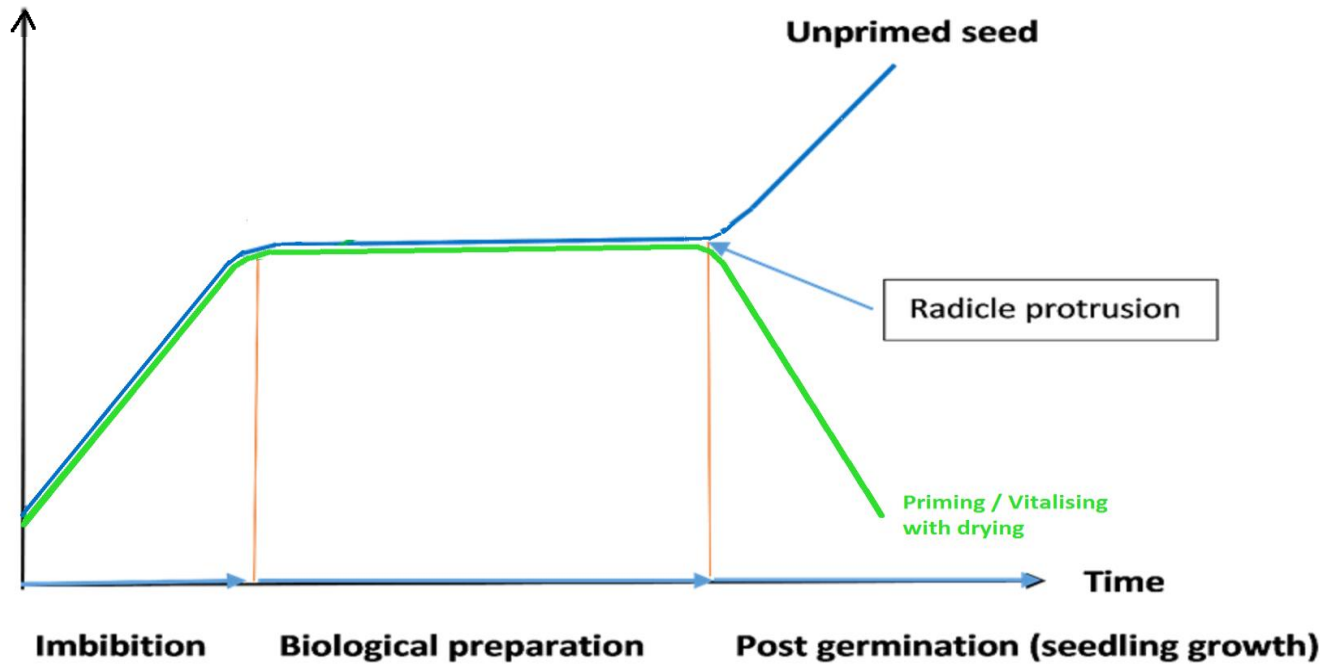 Unprimed seed
Radicle protrusion
Priming / Vitalising
with drying
Time
Imbibition
Biological preparation
Post germination (seedling growth)